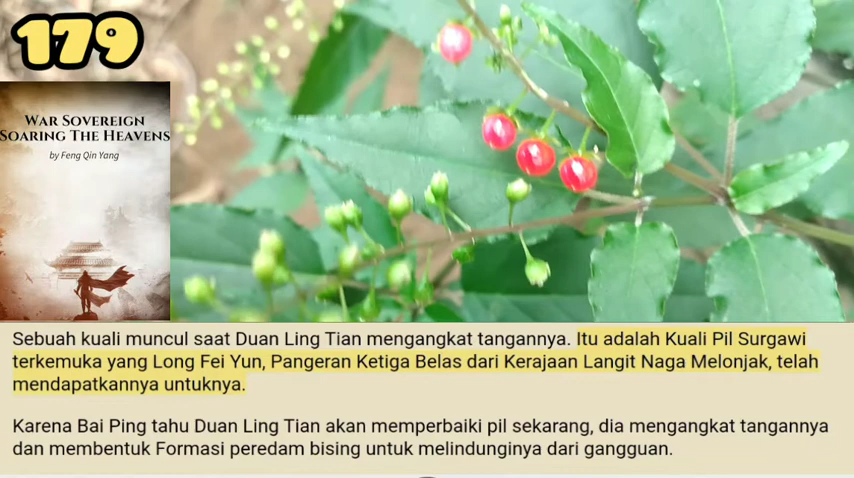 179
WAR SOVEREIGN
SOARING THE HEAVENS
by Feng Qin Yang
Sebuah kuali muncul saat Duan Ling Tian mengangkat tangannya. Itu adalah Kuali Pil Surgawi
terkemuka yang Long Fei Yun, Pangeran Ketiga Belas dari Kerajaan Langit Naga Melonjak, telah
mendapatkannya untuknya.
Karena Bai Ping tahu Duan Ling Tian akan memperbaiki pil sekarang, dia mengangkat tangannya
dan membentuk Formasi peredam bising untuk melindunginya dari gangguan.